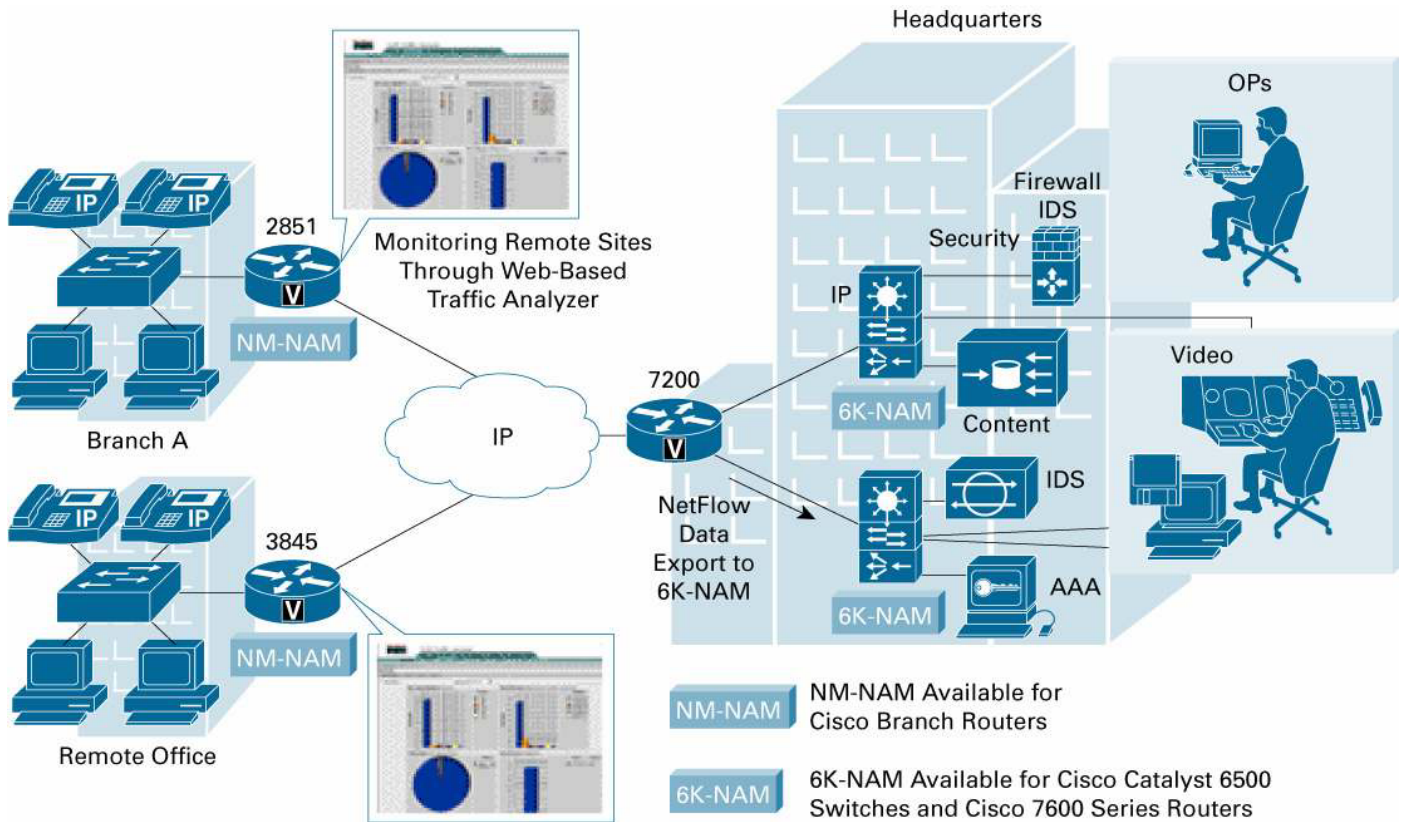 Headquarters
OPs
IP
IP
2851
Monitoring Remote Sites
Through Web-Based
Traffic Analyzer
V
NM-NAM
Branch A
Firewall
IDS
Security
IP
Video
7200
V
6K-NAM
Content
IP
IDS
NetFlow
Data
Export to
6K-NAM
AAA
6K-NAM
IP
IP
3845
V
NM-NAM
Remote Office
NM-NAM
NM-NAM Available for
Cisco Branch Routers
6K-NAM
6K-NAM Available for Cisco Catalyst 6500
Switches and Cisco 7600 Series Routers